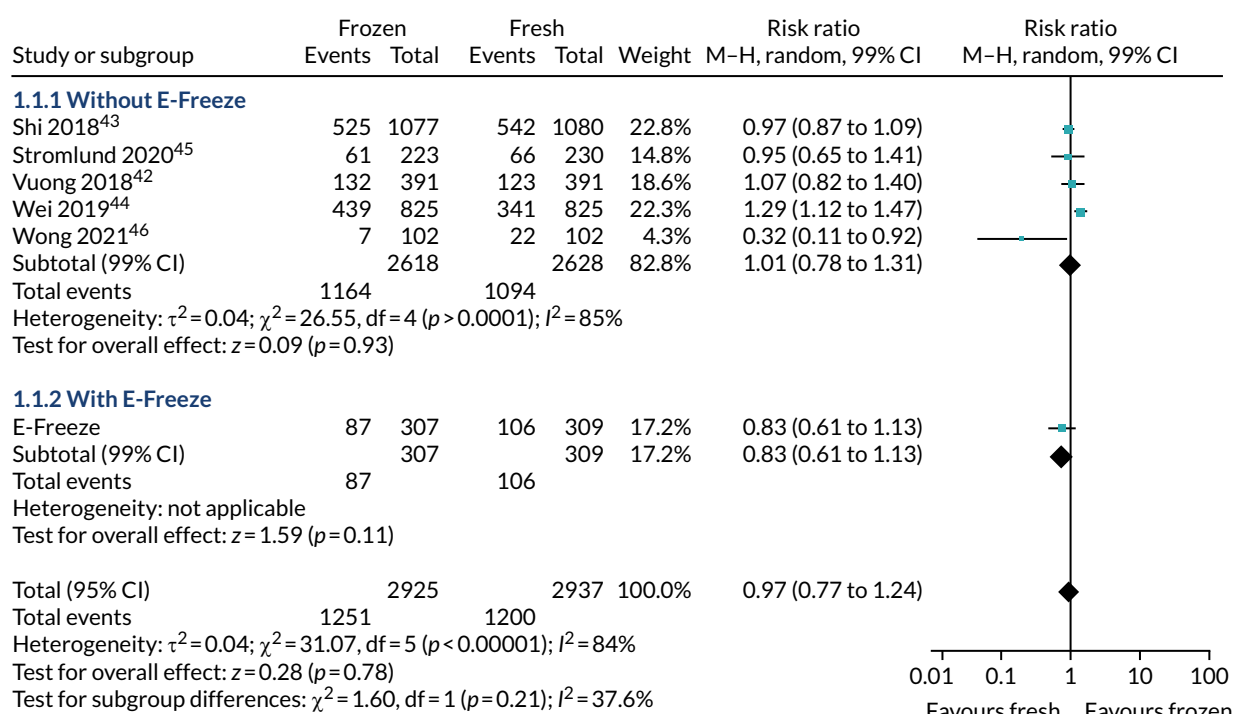 Frozen Fresh Risk ratio Risk ratio
Study or subgroup Events Total Events Total Weight M–H, random, 99% CI M–H, random, 99% CI
1.1.1 Without E-Freeze
Shi 2018⁴³ 525 1077 542 1080 22.8% 0.97 (0.87 to 1.09)
Stromlund 2020⁴⁵ 61 223 66 230 14.8% 0.95 (0.65 to 1.41)
Vuong 2018⁴² 132 391 123 391 18.6% 1.07 (0.82 to 1.40)
Wei 2019⁴⁴ 439 825 341 825 22.3% 1.29 (1.12 to 1.47)
Wong 2021⁴⁶ 7 102 22 102 4.3% 0.32 (0.11 to 0.92)
Subtotal (99% CI) 2618 2628 82.8% 1.01 (0.78 to 1.31)
Total events 1164 1094
Heterogeneity: τ²=0.04; χ²=26.55, df=4 (p>0.0001); I²=85%
Test for overall effect: z=0.09 (p=0.93)
1.1.2 With E-Freeze
E-Freeze 87 307 106 309 17.2% 0.83 (0.61 to 1.13)
Subtotal (99% CI) 307 309 17.2% 0.83 (0.61 to 1.13)
Total events 87 106
Heterogeneity: not applicable
Test for overall effect: z=1.59 (p=0.11)
Total (95% CI) 2925 2937 100.0% 0.97 (0.77 to 1.24)
Total events 1251 1200
Heterogeneity: τ²=0.04; χ²=31.07, df=5 (p<0.00001); I²=84%
Test for overall effect: z=0.28 (p=0.78)
Test for subgroup differences: χ²=1.60, df=1 (p=0.21); I²=37.6%
0.01 0.1 1 10 100
Favours fresh Favours frozen